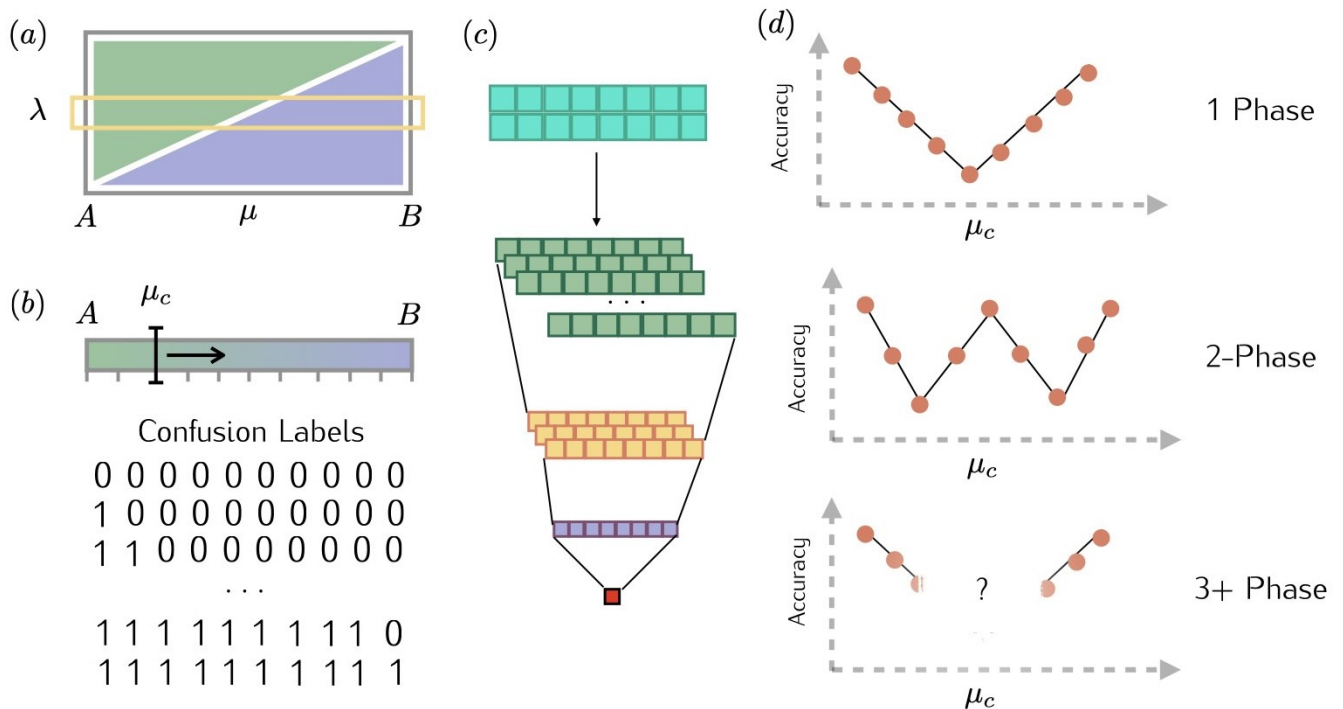 (a)
λ
A
μ
B
(b)
A
μc
B
Confusion Labels
0 0 0 0 0 0 0 0 0 0
1 0 0 0 0 0 0 0 0 0
1 1 0 0 0 0 0 0 0 0
. . .
1 1 1 1 1 1 1 1 1 0
1 1 1 1 1 1 1 1 1 1
(c)
. . .
(d)
Accuracy
μc
1 Phase
Accuracy
μc
2-Phase
Accuracy
?
μc
3+ Phase